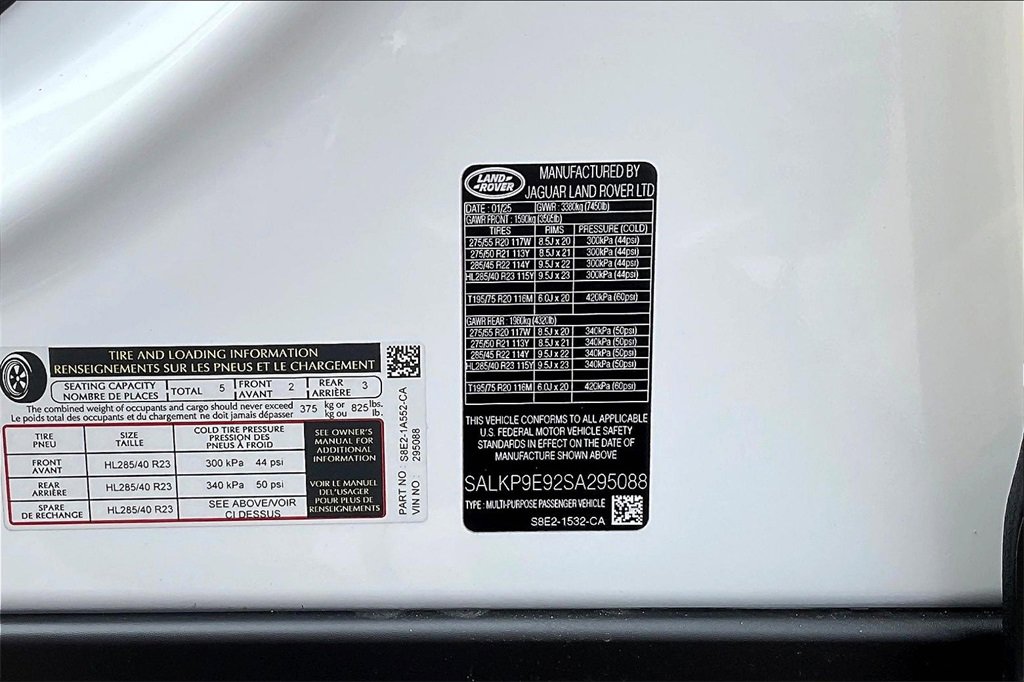 TIRE AND LOADING INFORMATION
RENSEIGNEMENTS SUR LES PNEUS ET LE CHARGEMENT
SEATING CAPACITY
NOMBRE DE PLACES
TOTAL 5
FRONT
AVANT
2
REAR
ARRIÈRE
3
The combined weight of occupants and cargo should never exceed
Le poids total des occupants et du chargement ne doit jamais dépasser
375 kg or
kg ou
825 lbs.
lb.
TIRE
PNEU
SIZE
TAILLE
COLD TIRE PRESSURE
PRESSION DES
PNEUS À FROID
FRONT
AVANT
HL285/40 R23
300 kPa 44 psi
REAR
ARRIÈRE
HL285/40 R23
340 kPa 50 psi
SPARE
DE RECHANGE
HL285/40 R23
SEE ABOVE/VOIR
CI DESSUS
SEE OWNER'S
MANUAL FOR
ADDITIONAL
INFORMATION
VOIR LE MANUEL
DEL'USAGER
POUR PLUS DE
RENSEIGNEMENTS
PART NO S8E2-1A552-CA
VIN NO 295088
LAND-
-ROVER
MANUFACTURED BY
JAGUAR LAND ROVER LTD
DATE : 01/25 GVWR : 3380kg (7450lb)
GAWR FRONT : 1590kg (3505lb)
TIRES RIMS PRESSURE (COLD)
275/55 R20 117W 8.5J x 20 300kPa (44psi)
275/50 R21 113Y 8.5J x 21 300kPa (44psi)
285/45 R22 114Y 9.5J x 22 300kPa (44psi)
HL285/40 R23 115Y 9.5J x 23 300kPa (44psi)
T195/75 R20 116M 6.0J x 20 420kPa (60psi)
GAWR REAR : 1960kg (4320lb)
275/55 R20 117W 8.5J x 20 340kPa (50psi)
275/50 R21 113Y 8.5J x 21 340kPa (50psi)
285/45 R22 114Y 9.5J x 22 340kPa (50psi)
HL285/40 R23 115Y 9.5J x 23 340kPa (50psi)
T195/75 R20 116M 6.0J x 20 420kPa (60psi)
THIS VEHICLE CONFORMS TO ALL APPLICABLE
U.S. FEDERAL MOTOR VEHICLE SAFETY
STANDARDS IN EFFECT ON THE DATE OF
MANUFACTURE SHOWN ABOVE
SALKP9E92SA295088
TYPE : MULTI-PURPOSE PASSENGER VEHICLE
S8E2-1532-CA